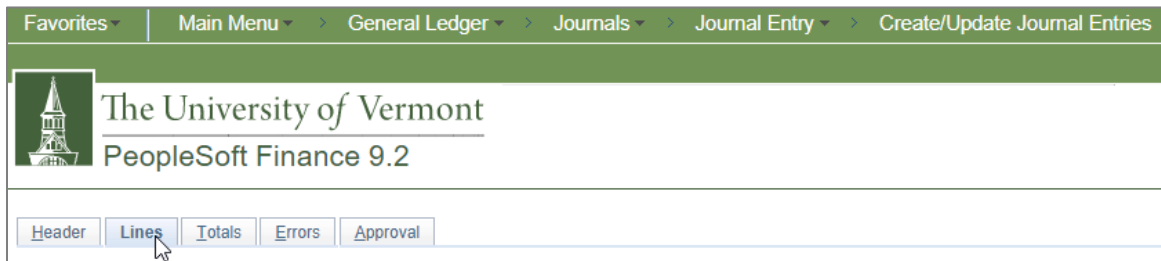 Favorites Main Menu > General Ledger > Journals > Journal Entry > Create/Update Journal Entries
The University of Vermont
PeopleSoft Finance 9.2
Header Lines Totals Errors Approval